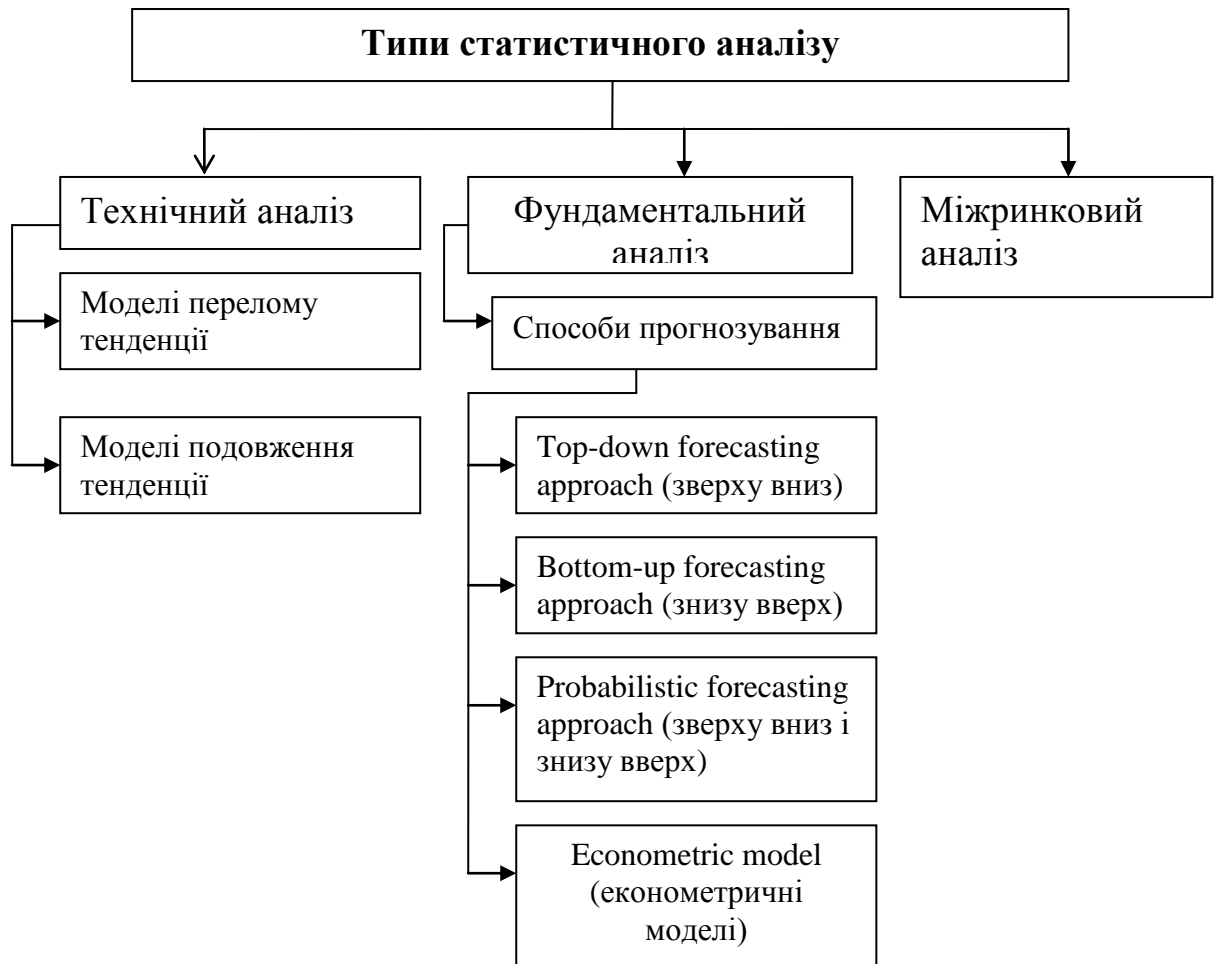 Типи статистичного аналізу
Технічний аналіз
Фундаментальний
аналіз
Міжринковий
аналіз
Моделі перелому
тенденції
Моделі подовження
тенденції
Способи прогнозування
Top-down forecasting
approach (зверху вниз)
Bottom-up forecasting
approach (знизу вверх)
Probabilistic forecasting
approach (зверху вниз і
знизу вверх)
Econometric model
(економетричні
моделі)